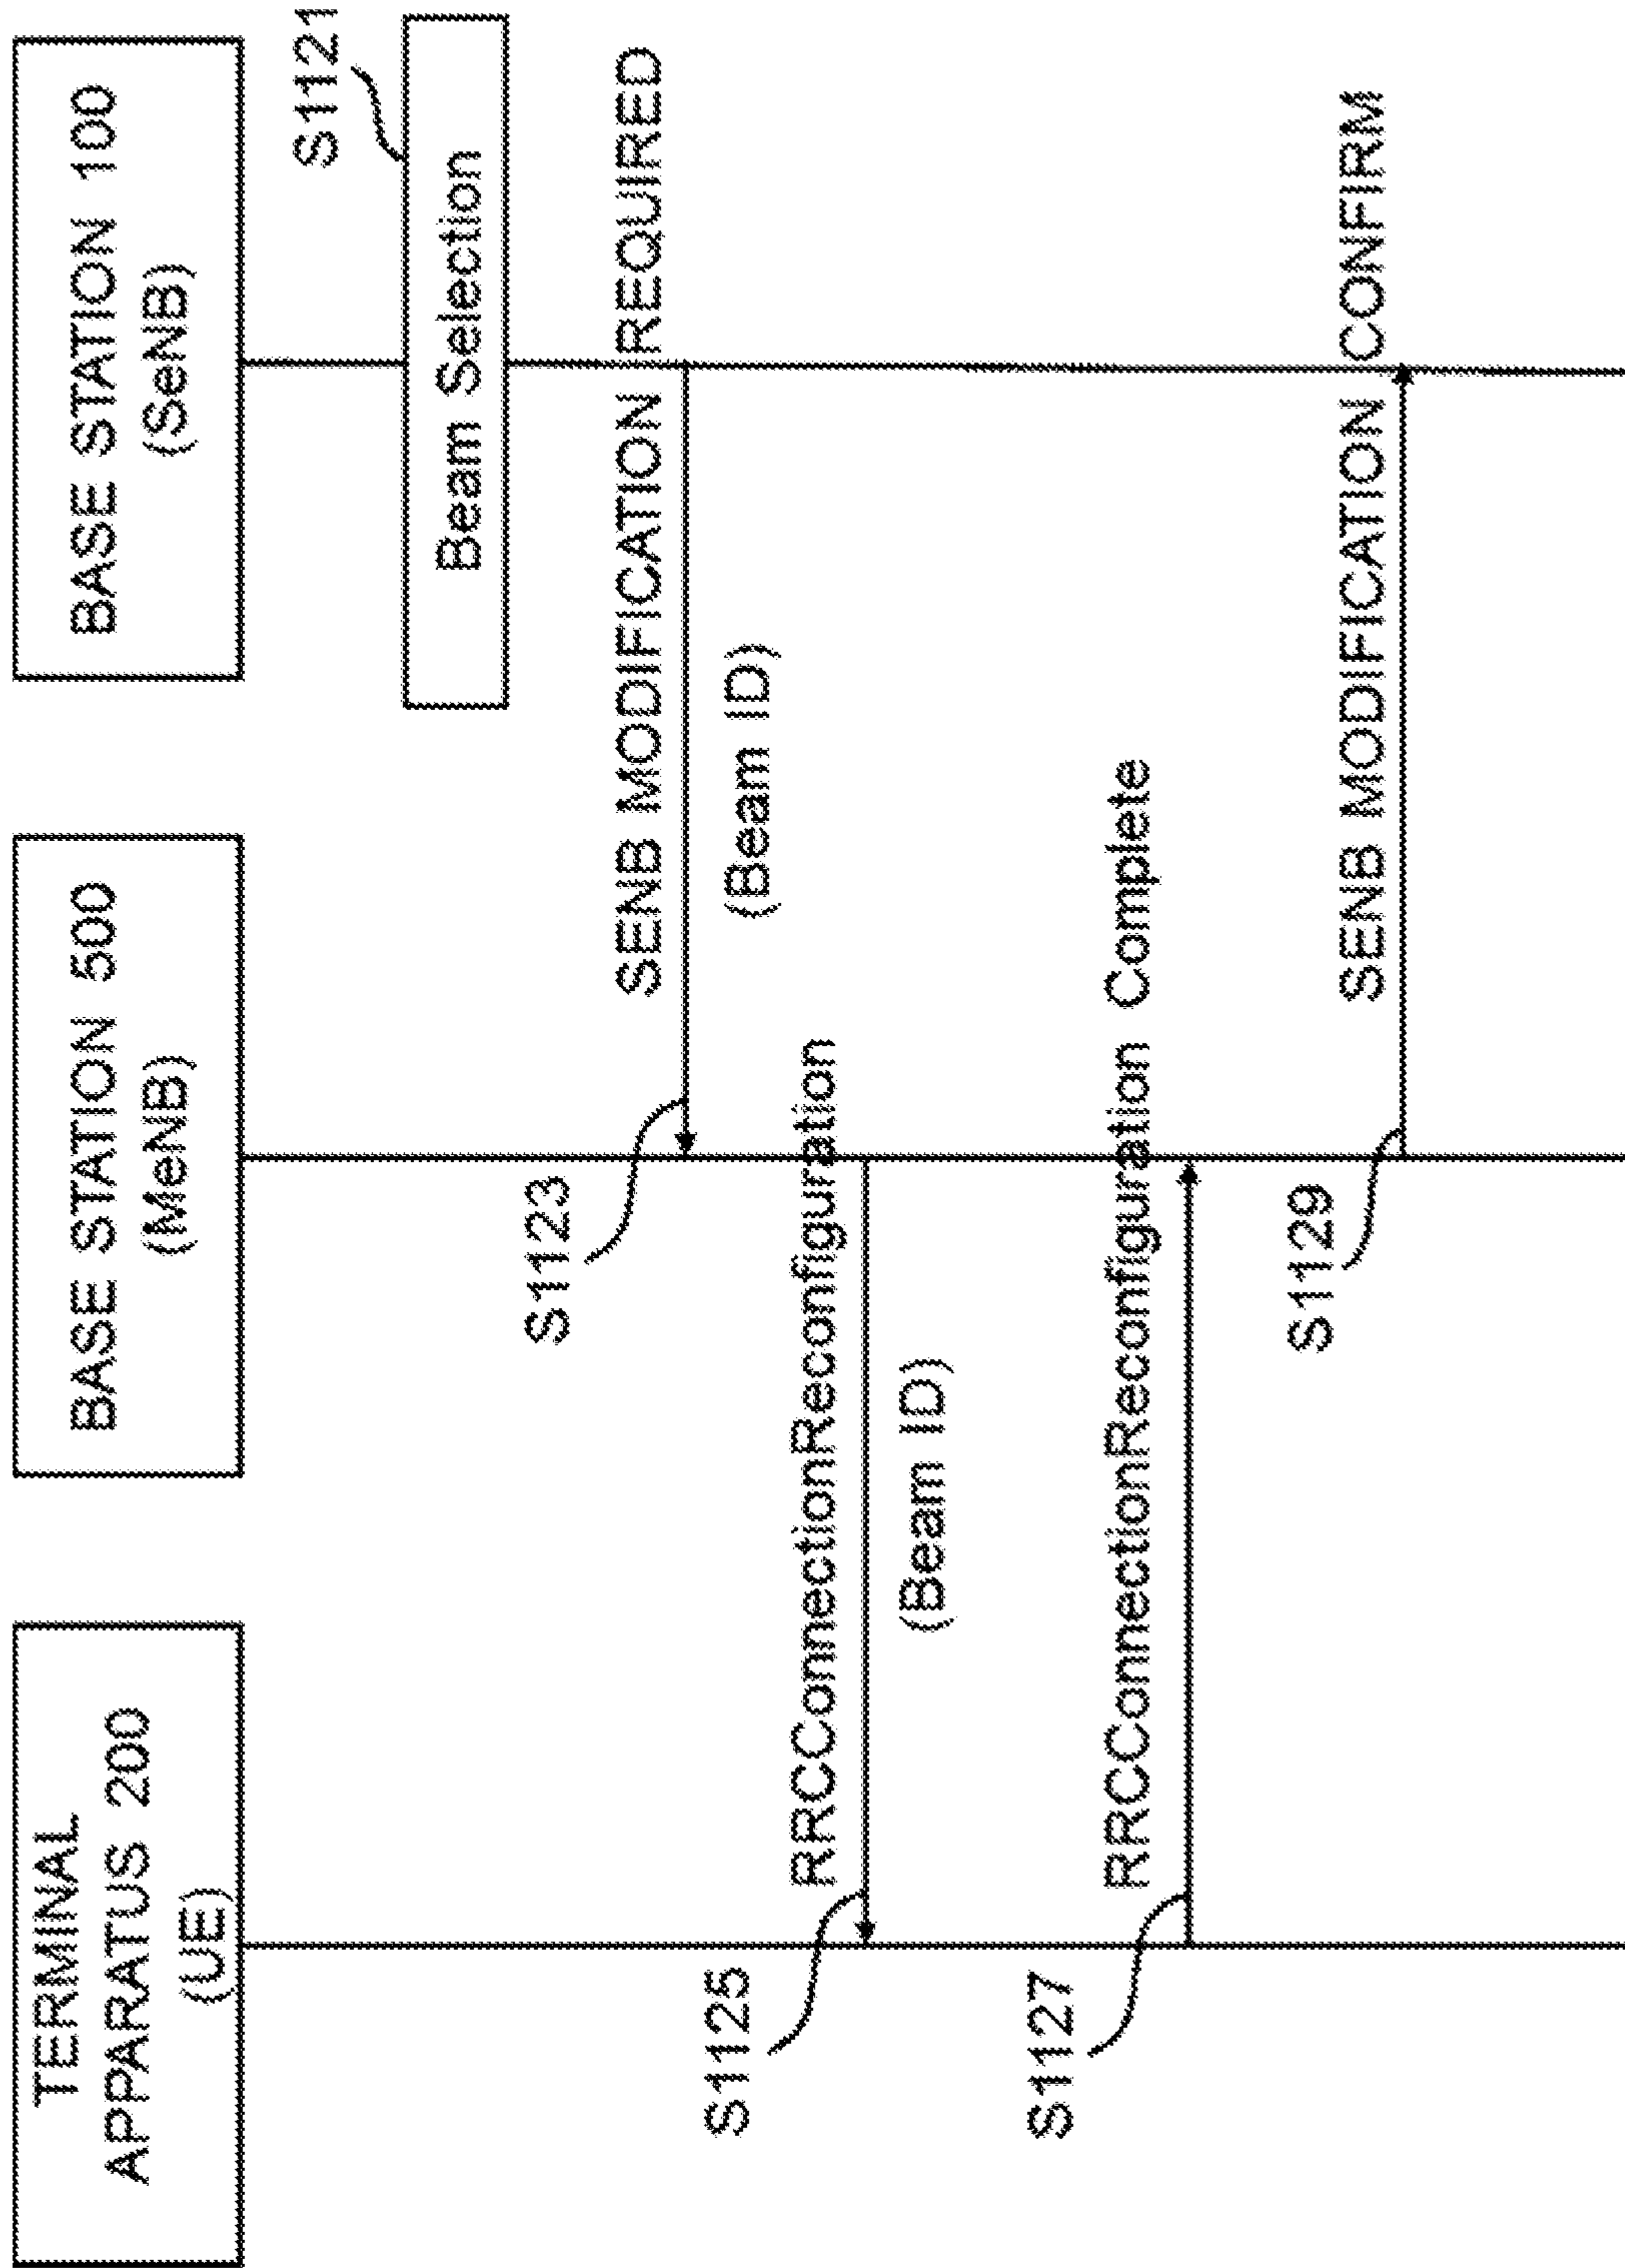 TERMINAL
APPARATUS 200
(UE)
BASE STATION 500
(MeNB)
BASE STATION 100
(SeNB)
S1121
Beam Selection
SENB MODIFICATION REQUIRED
S1123
(Beam ID)
RRCConnectionReconfiguration
S1125
(Beam ID)
RRCConnectionReconfiguration Complete
S1127
SENB MODIFICATION CONFIRM
S1129